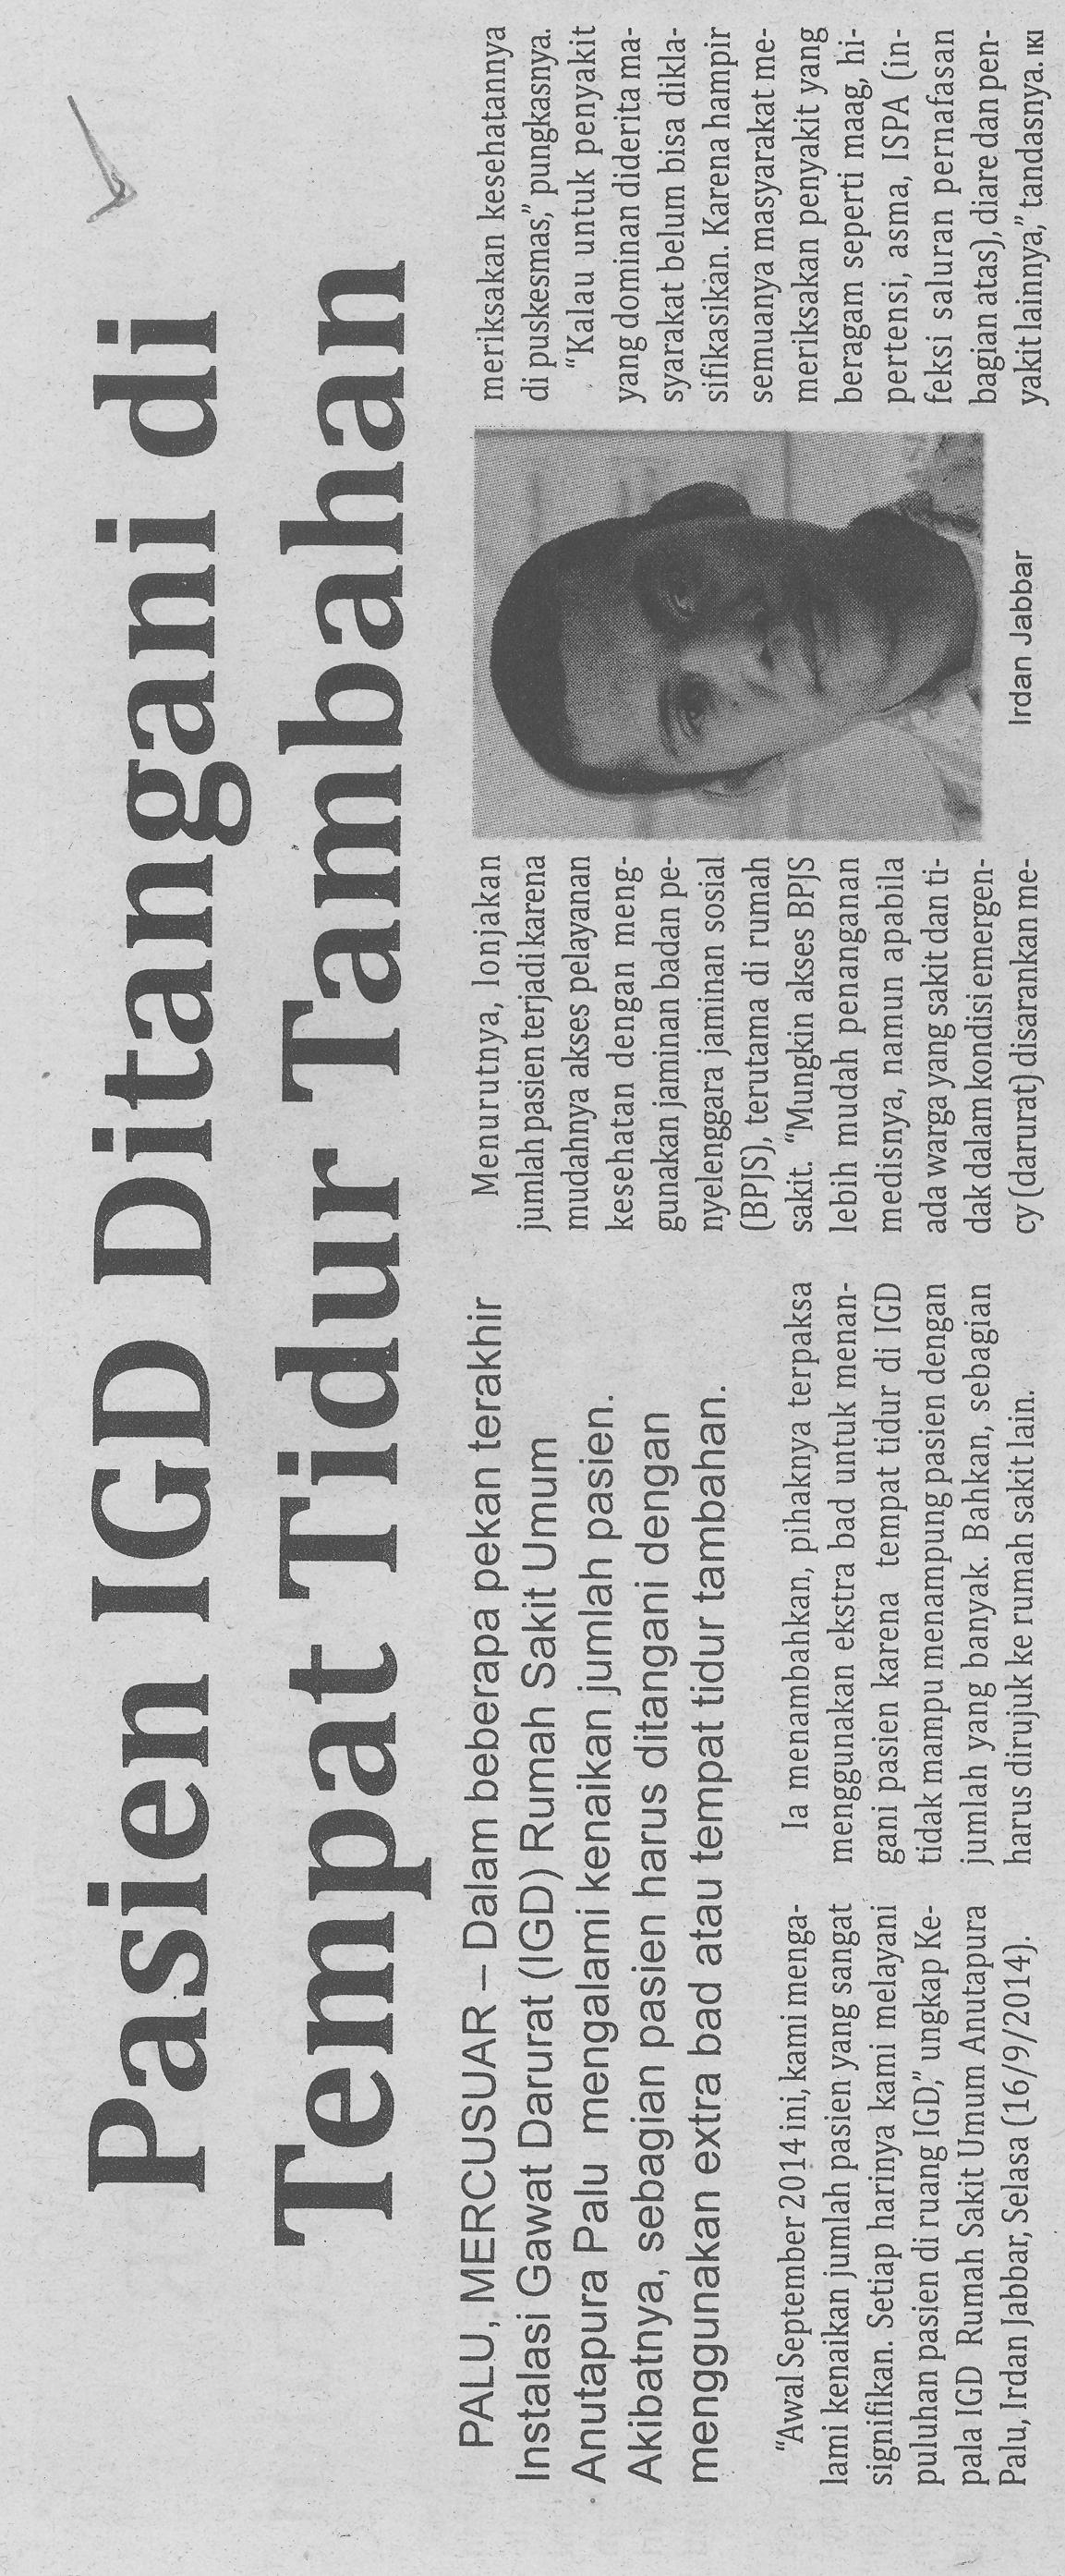 Pasien IGD Ditangani di
Tempat Tidur Tambahan
PALU, MERCUSUAR – Dalam beberapa pekan terakhir
Instalasi Gawat Darurat (IGD) Rumah Sakit Umum
Anutapura Palu mengalami kenaikan jumlah pasien.
Akibatnya, sebagian pasien harus ditangani dengan
menggunakan extra bad atau tempat tidur tambahan.
“Awal September 2014 ini, kami menga-
lami kenaikan jumlah pasien yang sangat
signifikan. Setiap harinya kami melayani
puluhan pasien di ruang IGD,” ungkap Ke-
pala IGD Rumah Sakit Umum Anutapura
Palu, Irdan Jabbar, Selasa (16/9/2014).
Ia menambahkan, pihaknya terpaksa
menggunakan ekstra bad untuk menan-
gani pasien karena tempat tidur di IGD
tidak mampu menampung pasien dengan
jumlah yang banyak. Bahkan, sebagian
harus dirujuk ke rumah sakit lain.
Menurutnya, lonjakan
jumlah pasien terjadi karena
mudahnya akses pelayanan
kesehatan dengan meng-
gunakan jaminan badan pe-
nyelenggara jaminan sosial
(BPJS), terutama di rumah
sakit. “Mungkin akses BPJS
lebih mudah penanganan
medisnya, namun apabila
ada warga yang sakit dan ti-
dak dalam kondisi emergen-
cy (darurat) disarankan me-
Irdan Jabbar
meriksakan kesehatannya
di puskesmas,” pungkasnya.
“Kalau untuk penyakit
yang dominan diderita ma-
syarakat belum bisa dikla-
sifikasikan. Karena hampir
semuanya masyarakat me-
meriksakan penyakit yang
beragam seperti maag, hi-
pertensi, asma, ISPA (in-
feksi saluran pernafasan
bagian atas), diare dan pen-
yakit lainnya,” tandasnya. IKI